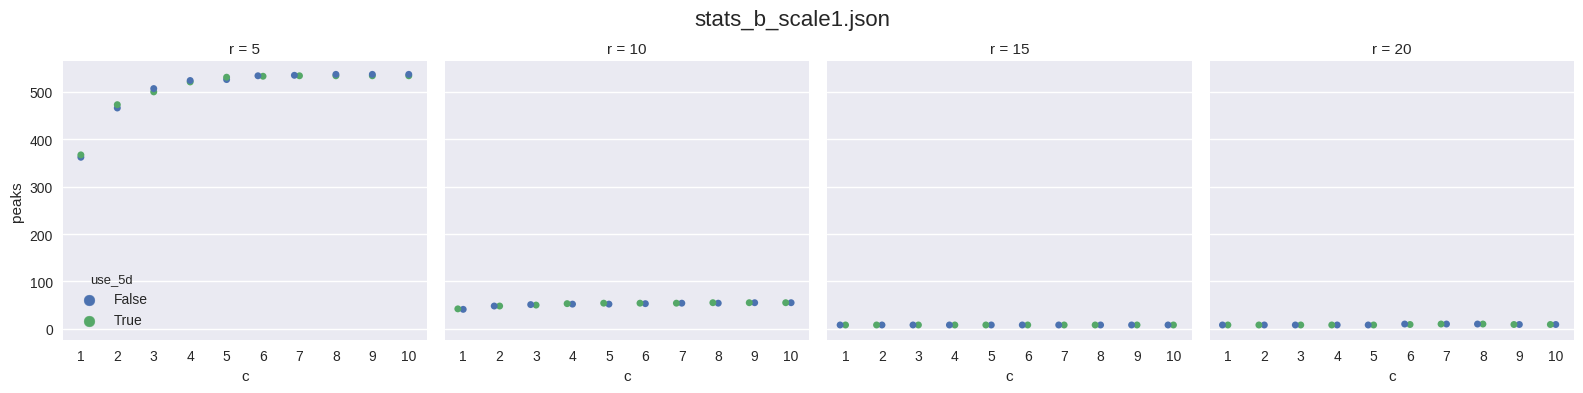 stats_b_scale1.json
r = 5
r = 10
r = 15
r = 20
peaks
500
400
300
200
100
0
use_5d
False
True
1 2 3 4 5 6 7 8 9 10
1 2 3 4 5 6 7 8 9 10
1 2 3 4 5 6 7 8 9 10
1 2 3 4 5 6 7 8 9 10
c
c
c
c